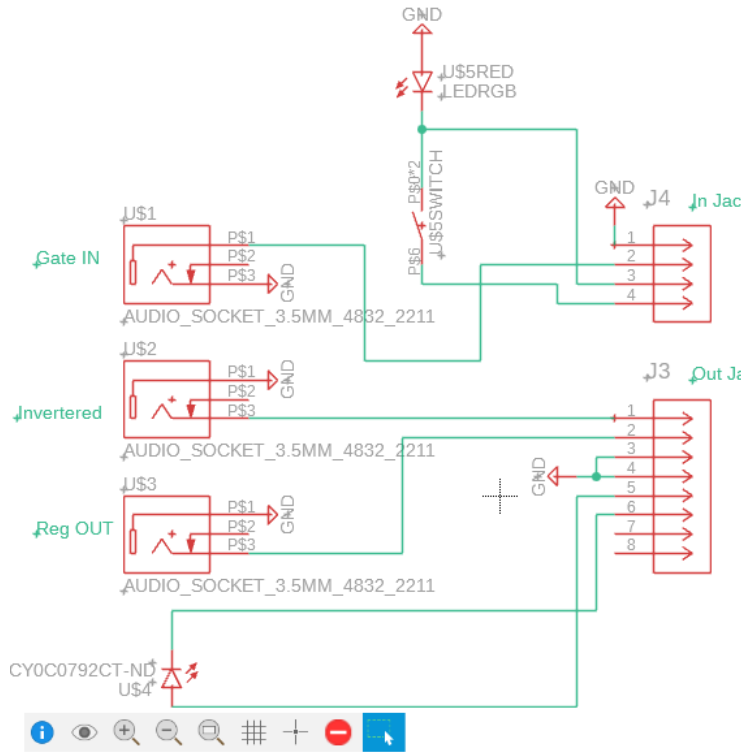 GND
U$5RED
LEDRGB
P$0*2
U$5SWITCH
P$6
GND
J4
In Jac
1
2
3
4
U$1
Gate IN
P$1
P$2
P$3
GND
AUDIO_SOCKET_3.5MM_4832_2211
U$2
Invertered
P$1
P$2
P$3
GND
AUDIO_SOCKET_3.5MM_4832_2211
J3
Out Ja
1
2
3
4
5
6
7
8
GND
U$3
Reg OUT
P$1
P$2
P$3
GND
AUDIO_SOCKET_3.5MM_4832_2211
CY0C0792CT-ND
U$4